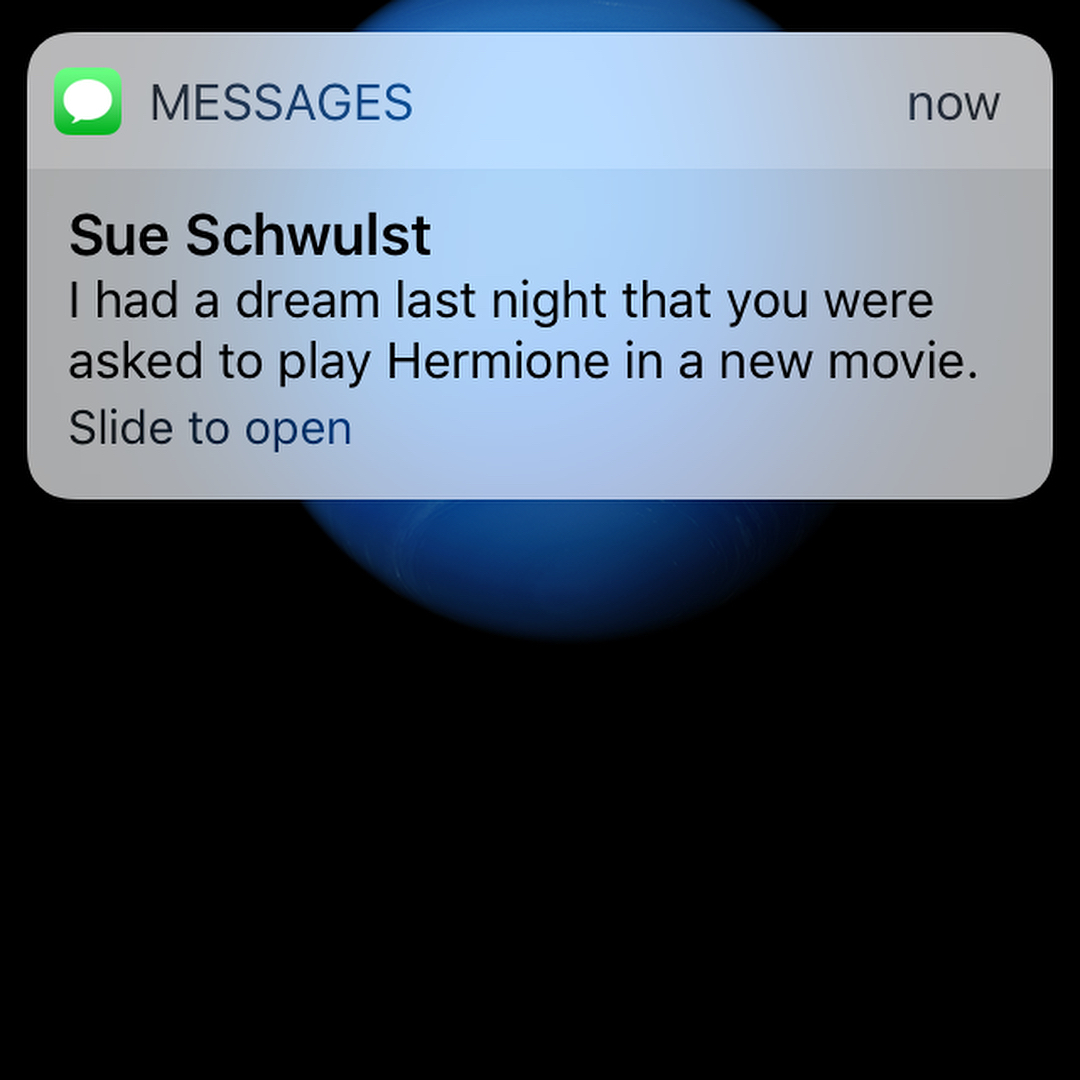 MESSAGES now
Sue Schwulst
I had a dream last night that you were
asked to play Hermione in a new movie.
Slide to open